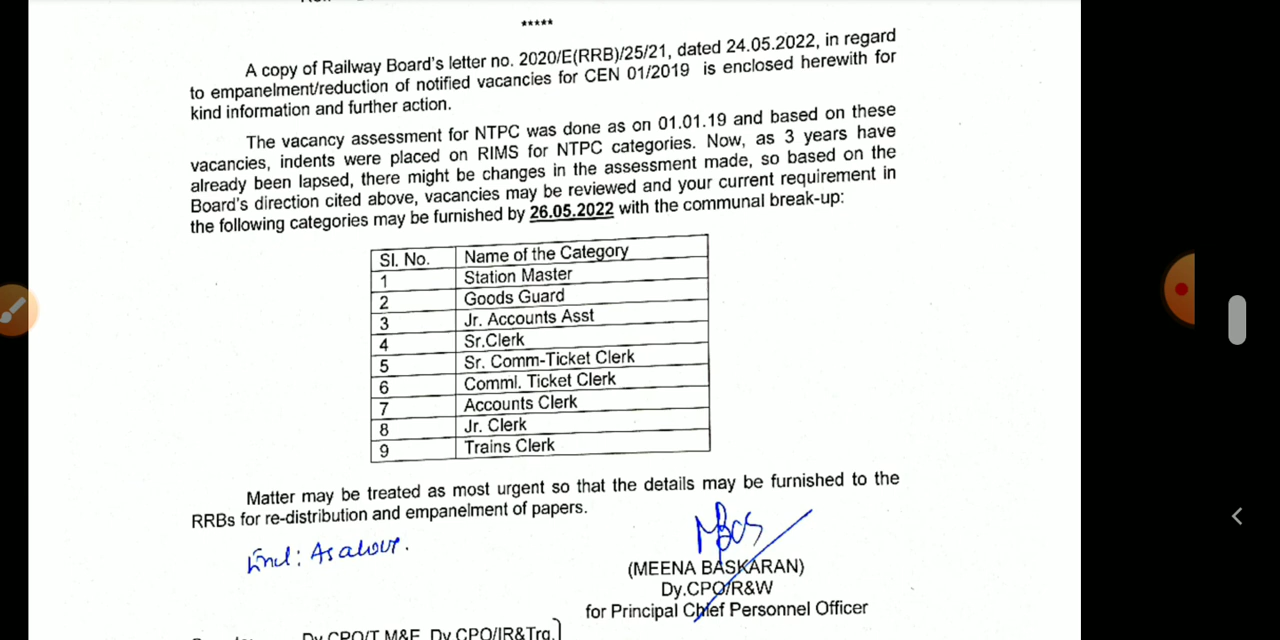 *****
A copy of Railway Board's letter no. 2020/E(RRB)/25/21, dated 24.05.2022, in regard
to empanelment/reduction of notified vacancies for CEN 01/2019 is enclosed herewith for
kind information and further action.
The vacancy assessment for NTPC was done as on 01.01.19 and based on these
vacancies, indents were placed on RIMS for NTPC categories. Now, as 3 years have
already been lapsed, there might be changes in the assessment made, so based on the
Board's direction cited above, vacancies may be reviewed and your current requirement in
the following categories may be furnished by 26.05.2022 with the communal break-up:
Sl. No. Name of the Category
1 Station Master
2 Goods Guard
3 Jr. Accounts Asst
4 Sr.Clerk
5 Sr. Comm-Ticket Clerk
6 Comml. Ticket Clerk
7 Accounts Clerk
8 Jr. Clerk
9 Trains Clerk
Matter may be treated as most urgent so that the details may be furnished to the
RRBs for re-distribution and empanelment of papers.
Encl: As above.
(MEENA BASKARAN)
Dy.CPO/R&W
for Principal Chief Personnel Officer
Dy CPO/T M&E, Dy CPO/IR&Trg.